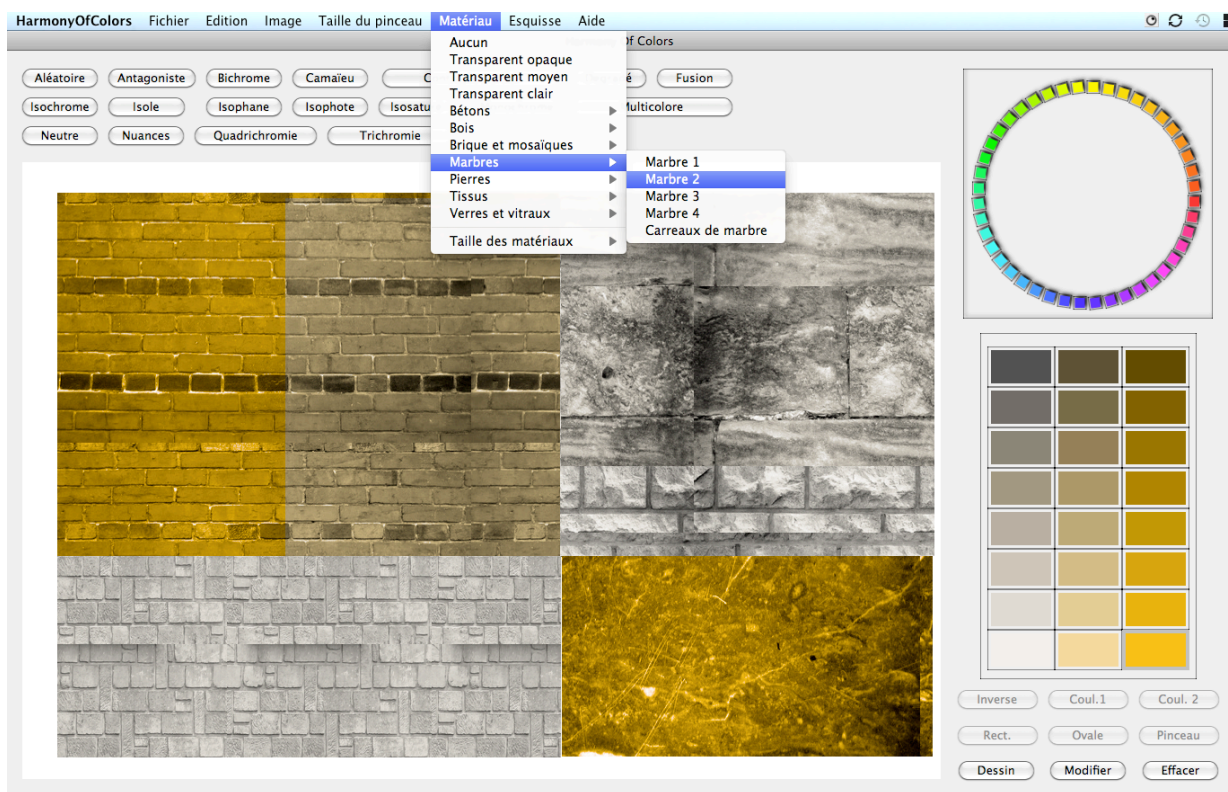 HarmonyOfColors Fichier Edition Image Taille du pinceau Matériau Esquisse Aide
Of Colors
Aucun
Transparent opaque
Transparent moyen
Transparent clair
Bétons
Bois
Brique et mosaïques
Marbres
Pierres
Tissus
Verres et vitraux
Taille des matériaux
Marbre 1
Marbre 2
Marbre 3
Marbre 4
Carreaux de marbre
Aléatoire Antagoniste Bichrome Camaïeu Fusion
Isochrome Isole Isophane Isophote
Neutre Nuances Quadrichromie Trichromie
Inverse Coul.1 Coul. 2
Rect. Ovale Pinceau
Dessin Modifier Effacer